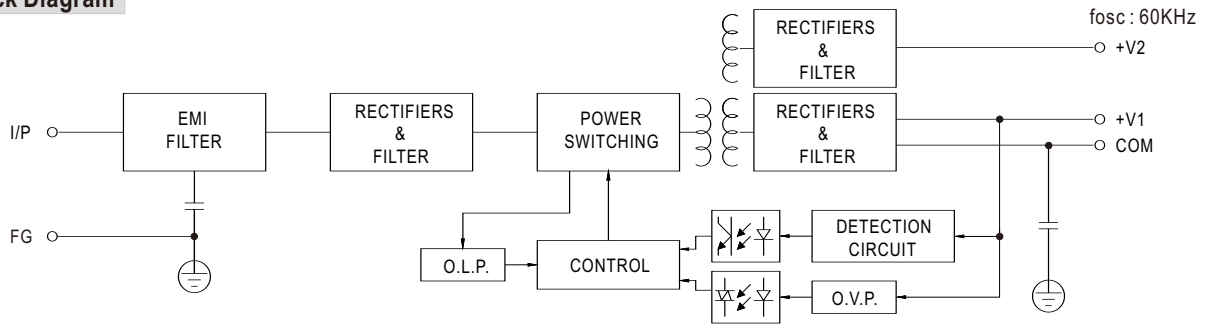 ck Diagram
fosc : 60KHz
RECTIFIERS
&
FILTER
+V2
I/P
EMI
FILTER
RECTIFIERS
&
FILTER
POWER
SWITCHING
RECTIFIERS
&
FILTER
+V1
COM
FG
O.L.P.
CONTROL
DETECTION
CIRCUIT
O.V.P.